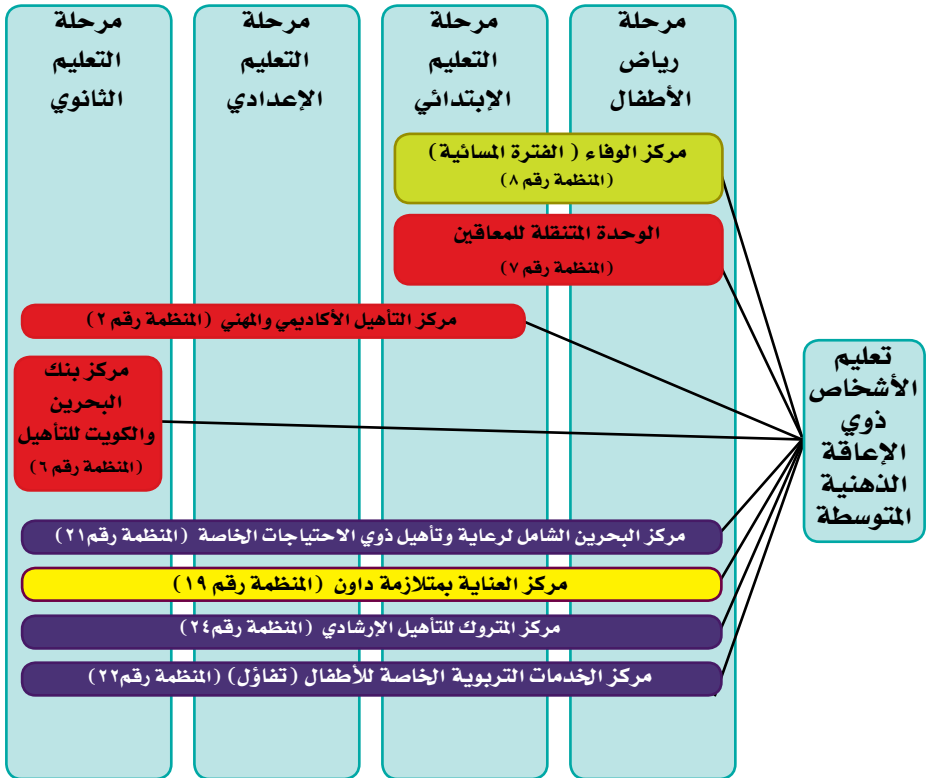 مرحلة
رياض
الأطفال
مرحلة
التعليم
الإبتدائي
مرحلة
التعليم
الإعدادي
مرحلة
التعليم
الثانوي
مركز الوفاء ( الفترة المسائية )
(المنظمة رقم ٨)
الوحدة المتنقلة للمعاقين
(المنظمة رقم ٧)
مركز التأهيل الأكاديمي والمهني (المنظمة رقم ٢)
مركز بنك
البحرين
والكويت للتأهيل
(المنظمة رقم ٦)
تعليم
الأشخاص
ذوي
الإعاقة
الذهنية
المتوسطة
مركز البحرين الشامل لرعاية وتأهيل ذوي الاحتياجات الخاصة (المنظمة رقم٢١)
مركز العناية بمتلازمة داون (المنظمة رقم ١٩)
مركز المتروك للتأهيل الإرشادي (المنظمة رقم٢٤)
مركز الخدمات التربوية الخاصة للأطفال (تفاؤل) (المنظمة رقم٢٢)